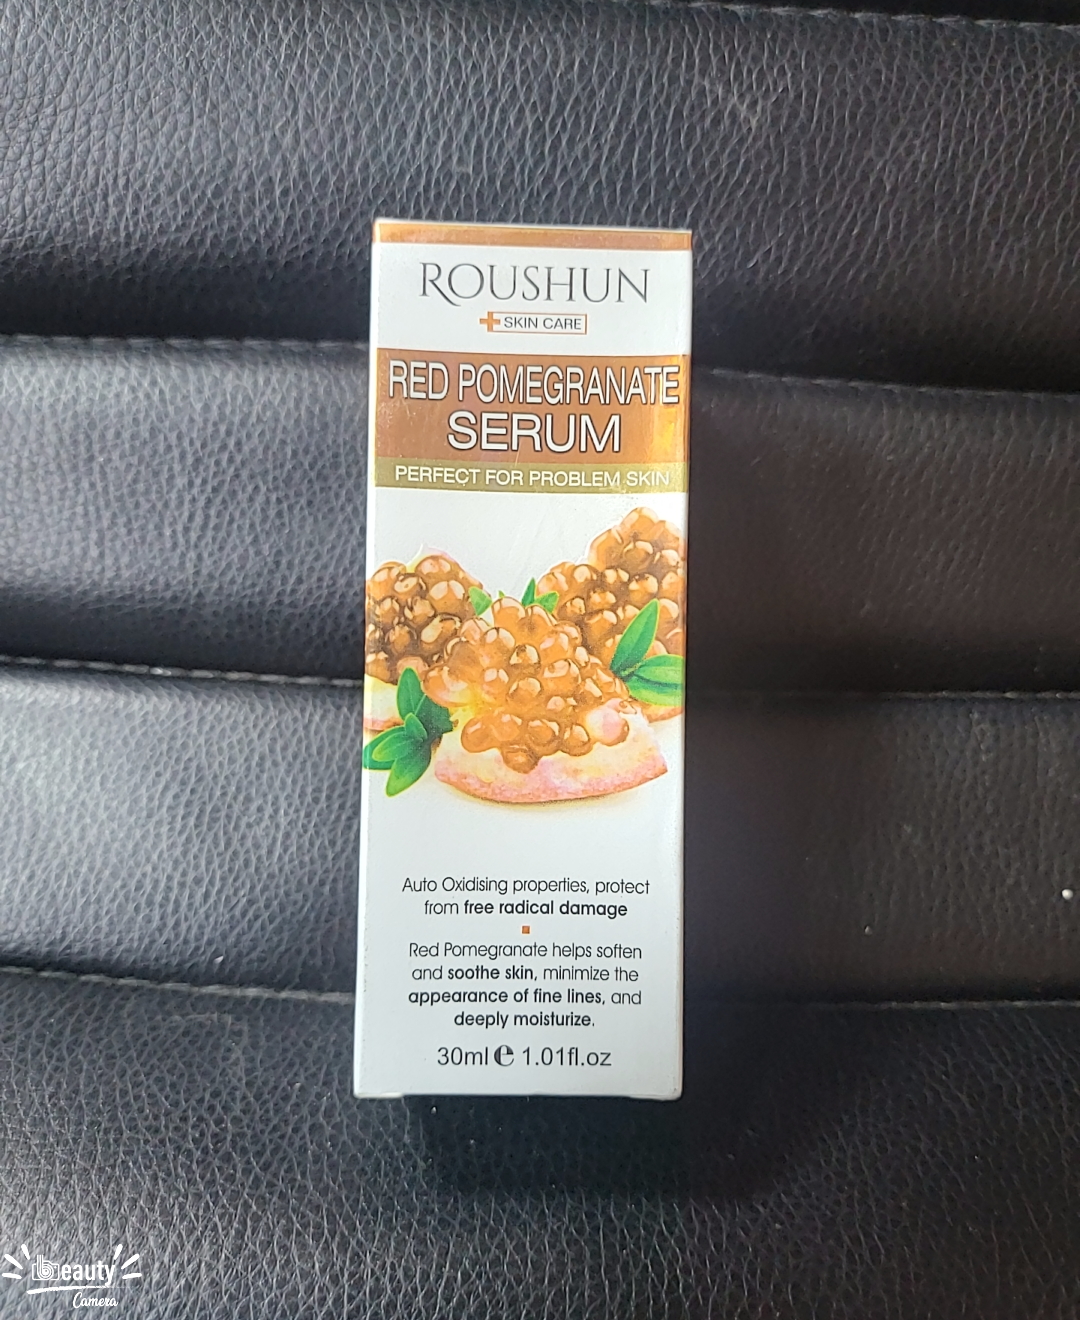 ROUSHUN
SKIN CARE
RED POMEGRANATE
SERUM
PERFECT FOR PROBLEM SKIN
Auto Oxidising properties, protect
from free radical damage
Red Pomegranate helps soften
and soothe skin, minimize the
appearance of fine lines, and
deeply moisturize.
30ml ℮ 1.01fl.oz
beauty
Camera